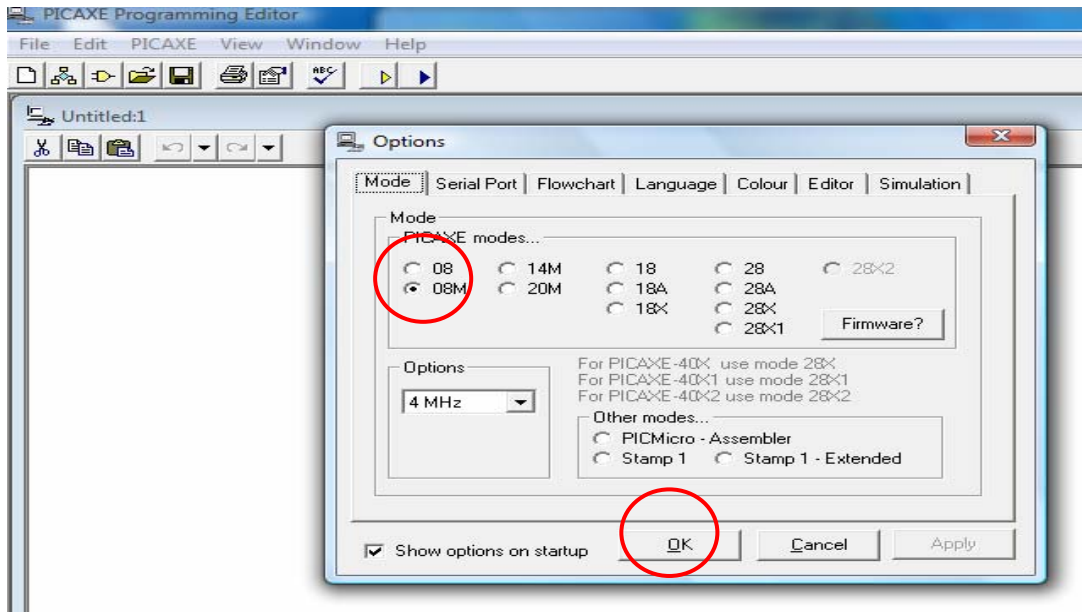 PICAXE Programming Editor
File Edit PICAXE View Window Help
ABC
Untitled:1
Options
Mode Serial Port Flowchart Language Colour Editor Simulation
Mode
PICAXE modes...
08 14M 18 28 28X2
08M 20M 18A 28A
18X 28X
28X1 Firmware?
Options
4 MHz
For PICAXE-40X use mode 28X
For PICAXE-40X1 use mode 28X1
For PICAXE-40X2 use mode 28X2
Other modes...
PICMicro - Assembler
Stamp 1 Stamp 1 - Extended
Show options on startup OK Cancel Apply